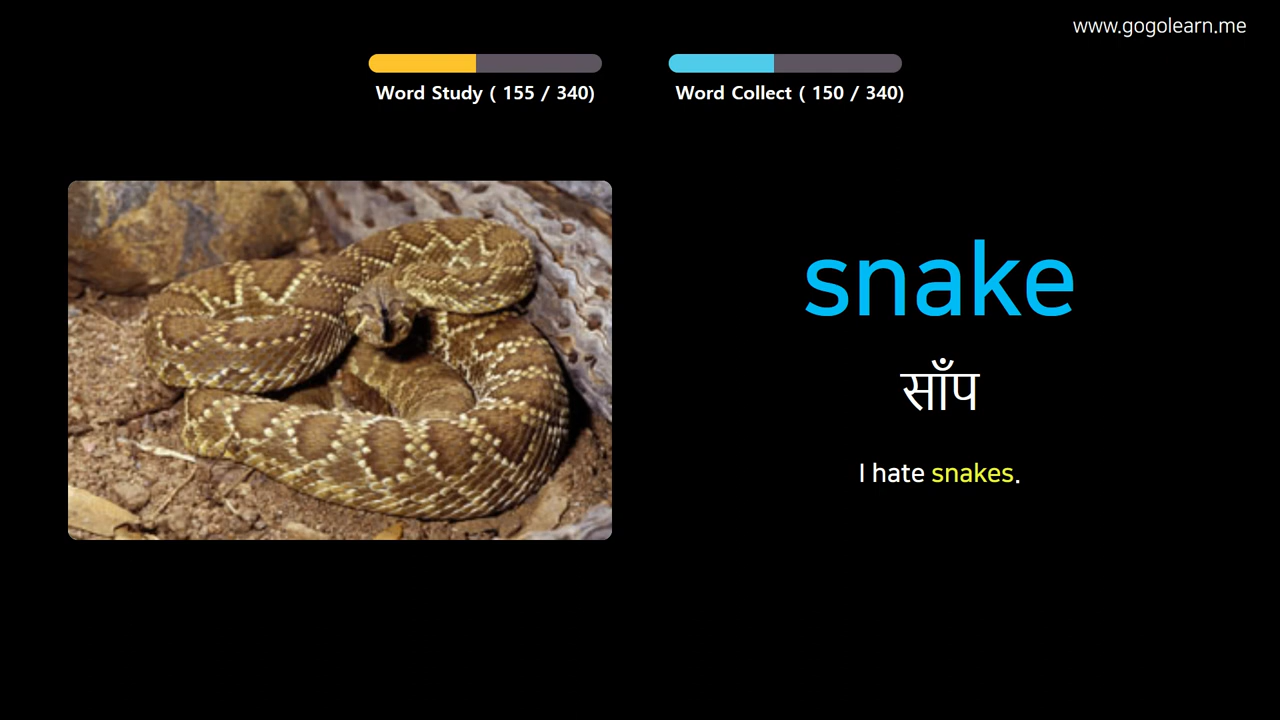 www.gogolearn.me
Word Study ( 155 / 340)
Word Collect ( 150 / 340)
snake
साँप
I hate snakes.